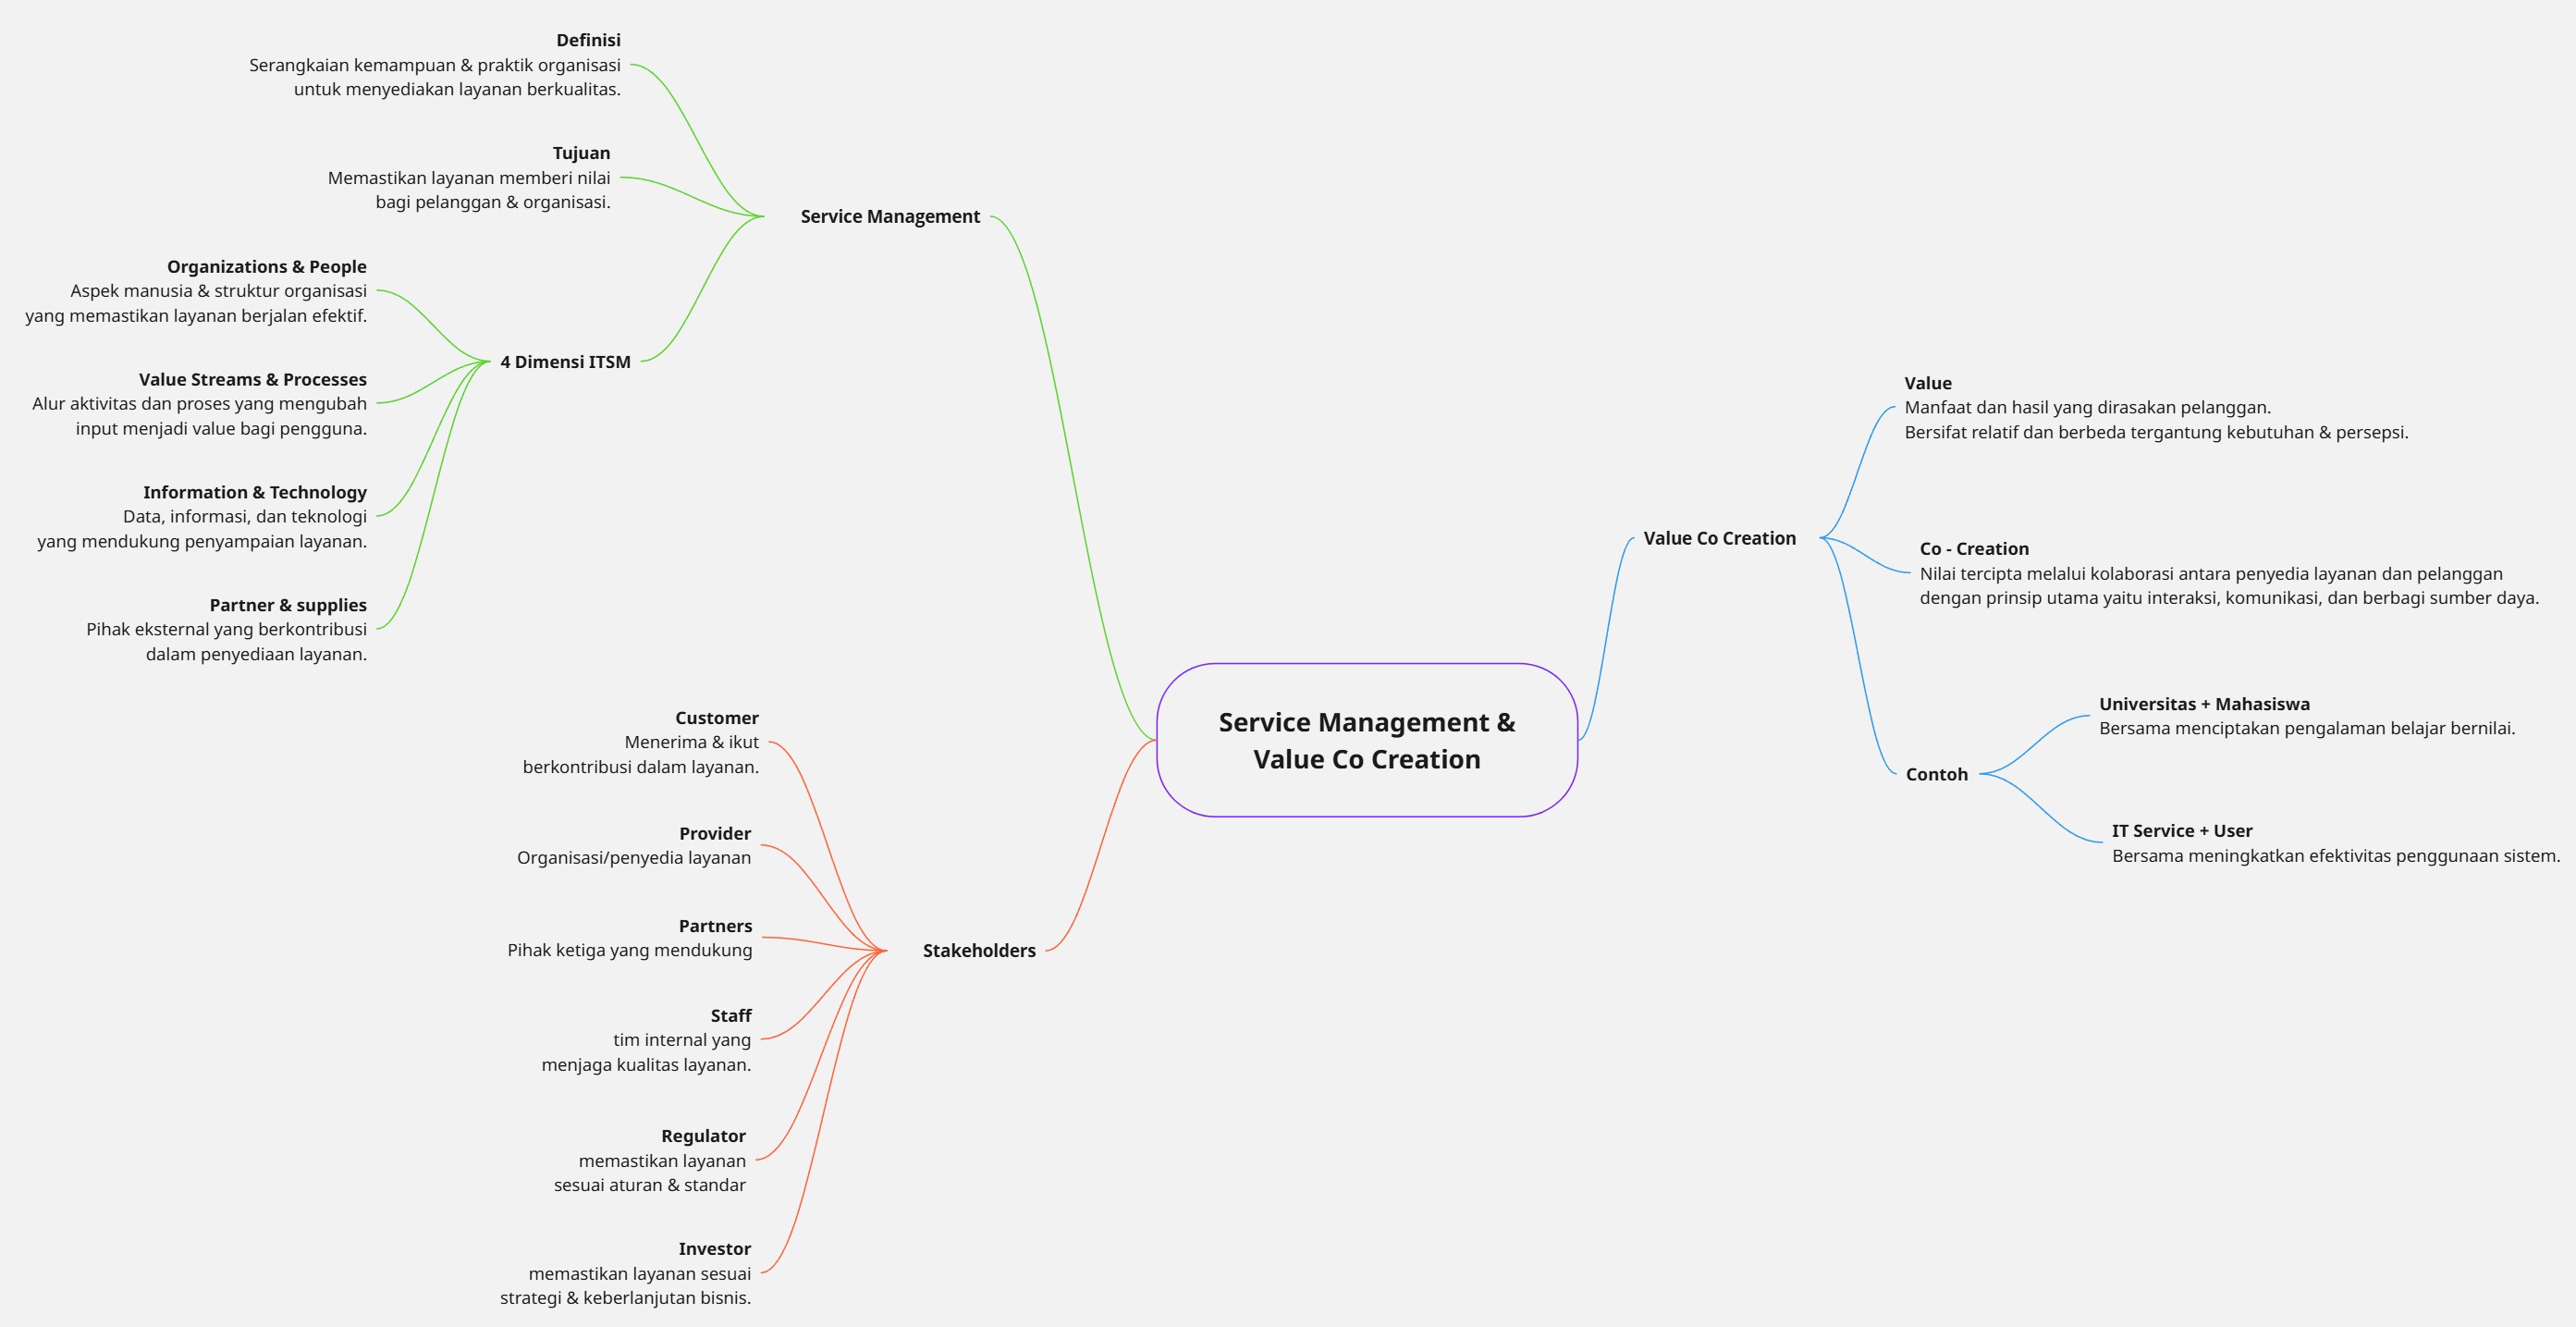 Service Management &
Value Co Creation
Service Management
Definisi
Serangkaian kemampuan & praktik organisasi
untuk menyediakan layanan berkualitas.
Tujuan
Memastikan layanan memberi nilai
bagi pelanggan & organisasi.
4 Dimensi ITSM
Organizations & People
Aspek manusia & struktur organisasi
yang memastikan layanan berjalan efektif.
Value Streams & Processes
Alur aktivitas dan proses yang mengubah
input menjadi value bagi pengguna.
Information & Technology
Data, informasi, dan teknologi
yang mendukung penyampaian layanan.
Partner & supplies
Pihak eksternal yang berkontribusi
dalam penyediaan layanan.
Stakeholders
Customer
Menerima & ikut
berkontribusi dalam layanan.
Provider
Organisasi/penyedia layanan
Partners
Pihak ketiga yang mendukung
Staff
tim internal yang
menjaga kualitas layanan.
Regulator
memastikan layanan
sesuai aturan & standar
Investor
memastikan layanan sesuai
strategi & keberlanjutan bisnis.
Value Co Creation
Value
Manfaat dan hasil yang dirasakan pelanggan.
Bersifat relatif dan berbeda tergantung kebutuhan & persepsi.
Co - Creation
Nilai tercipta melalui kolaborasi antara penyedia layanan dan pelanggan
dengan prinsip utama yaitu interaksi, komunikasi, dan berbagi sumber daya.
Contoh
Universitas + Mahasiswa
Bersama menciptakan pengalaman belajar bernilai.
IT Service + User
Bersama meningkatkan efektivitas penggunaan sistem.